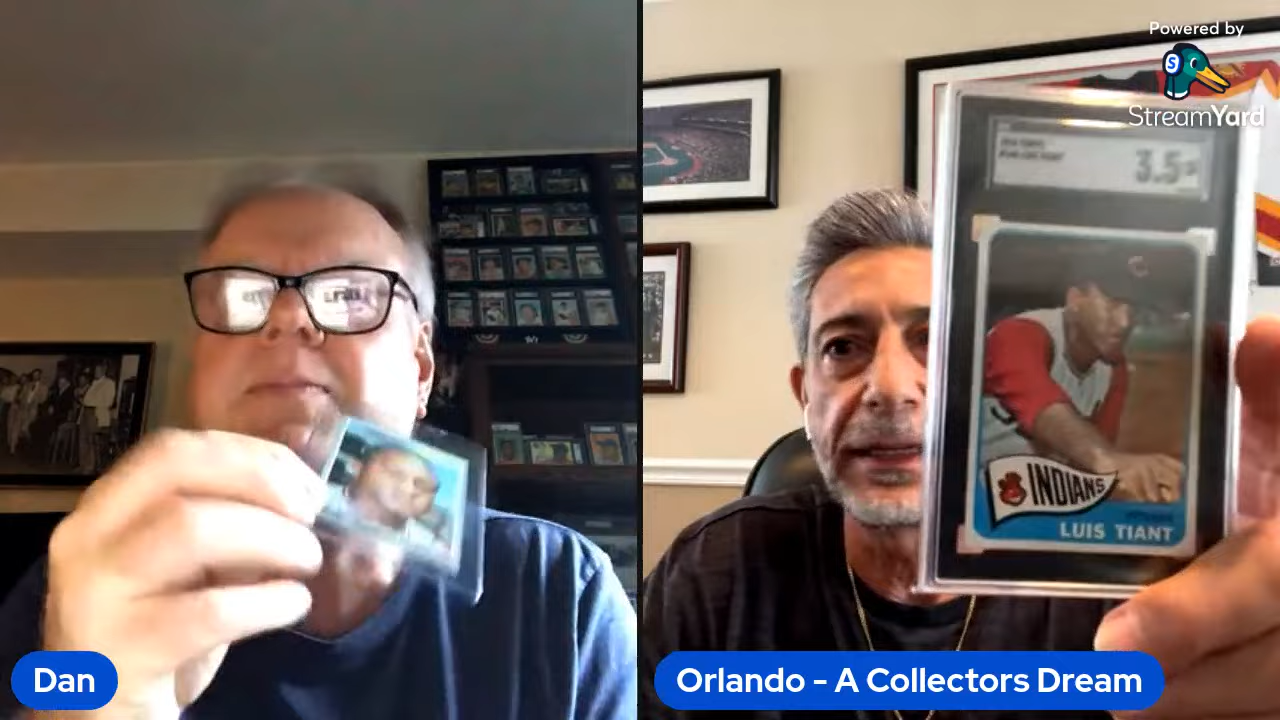 Powered by
S
StreamYard
3.5
INDIANS
LUIS TIANT
Dan
Orlando - A Collectors Dream